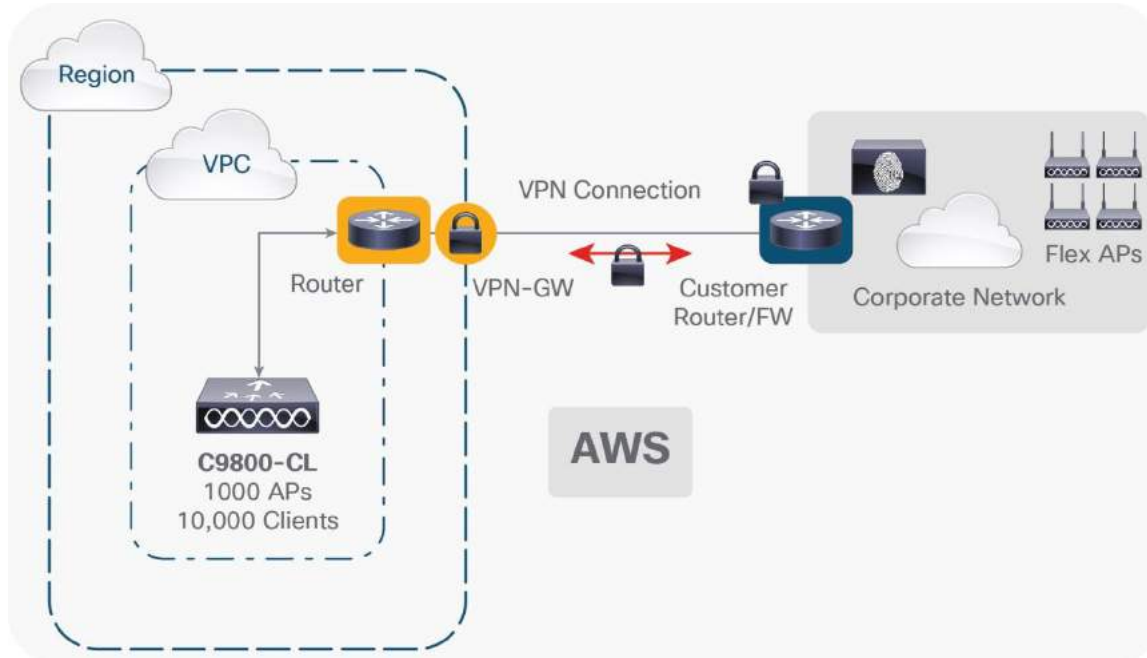 Region
VPC
Router
VPN-GW
VPN Connection
Customer
Router/FW
Corporate Network
Flex APs
C9800-CL
1000 APs
10,000 Clients
AWS